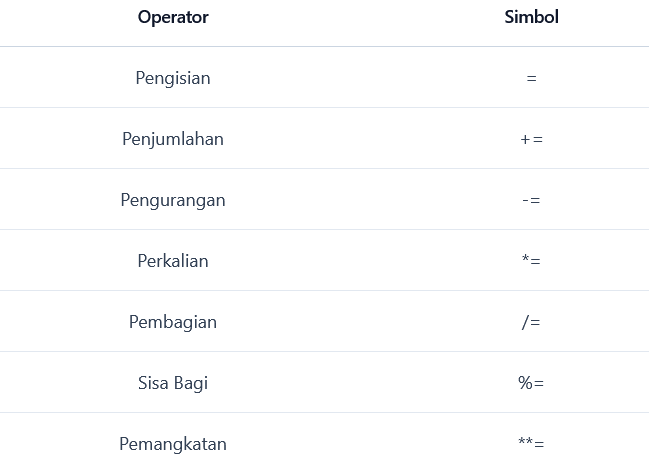 Operator Simbol
Pengisian =
Penjumlahan +=
Pengurangan -=
Perkalian *=
Pembagian /=
Sisa Bagi %=
Pemangkatan **=